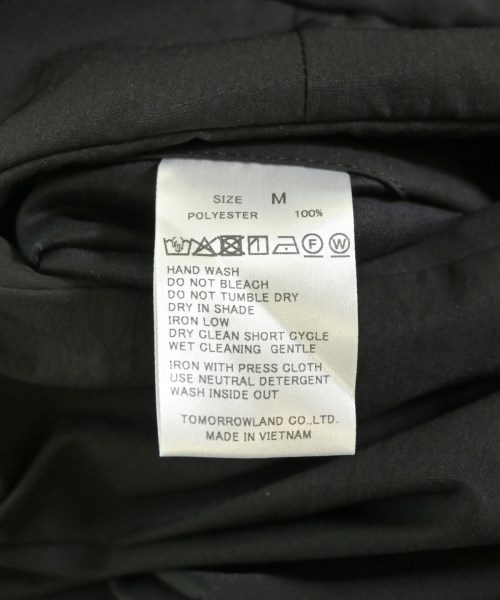 SIZE M
POLYESTER 100%
F W
HAND WASH
DO NOT BLEACH
DO NOT TUMBLE DRY
DRY IN SHADE
IRON LOW
DRY CLEAN SHORT CYCLE
WET CLEANING GENTLE
IRON WITH PRESS CLOTH
USE NEUTRAL DETERGENT
WASH INSIDE OUT
TOMORROWLAND CO.,LTD.
MADE IN VIETNAM